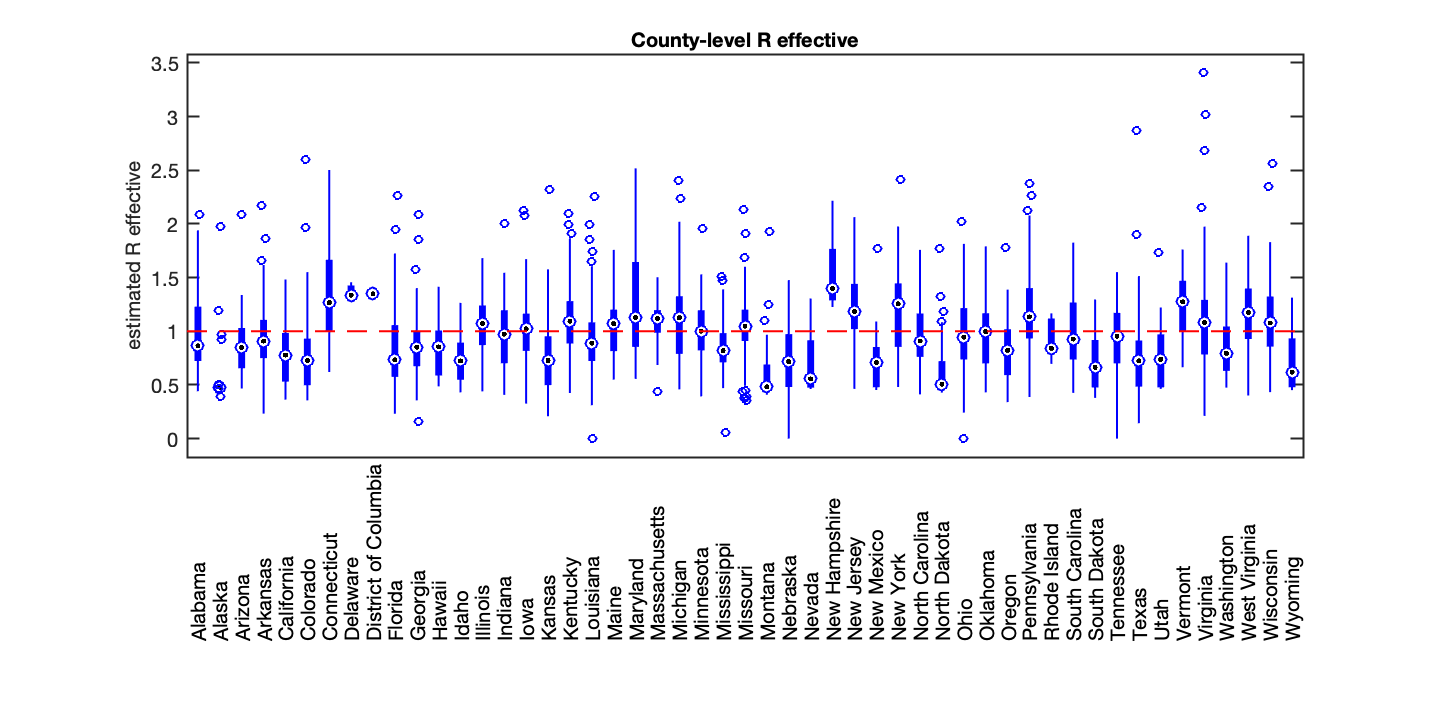 County-level R effective
estimated R effective
3.5
3
2.5
2
1.5
1
0.5
0
Alabama
Alaska
Arizona
Arkansas
California
Colorado
Connecticut
Delaware
District of Columbia
Florida
Georgia
Hawaii
Idaho
Illinois
Indiana
Iowa
Kansas
Kentucky
Louisiana
Maine
Maryland
Massachusetts
Michigan
Minnesota
Mississippi
Missouri
Montana
Nebraska
Nevada
New Hampshire
New Jersey
New Mexico
New York
North Carolina
North Dakota
Ohio
Oklahoma
Oregon
Pennsylvania
Rhode Island
South Carolina
South Dakota
Tennessee
Texas
Utah
Vermont
Virginia
Washington
West Virginia
Wisconsin
Wyoming